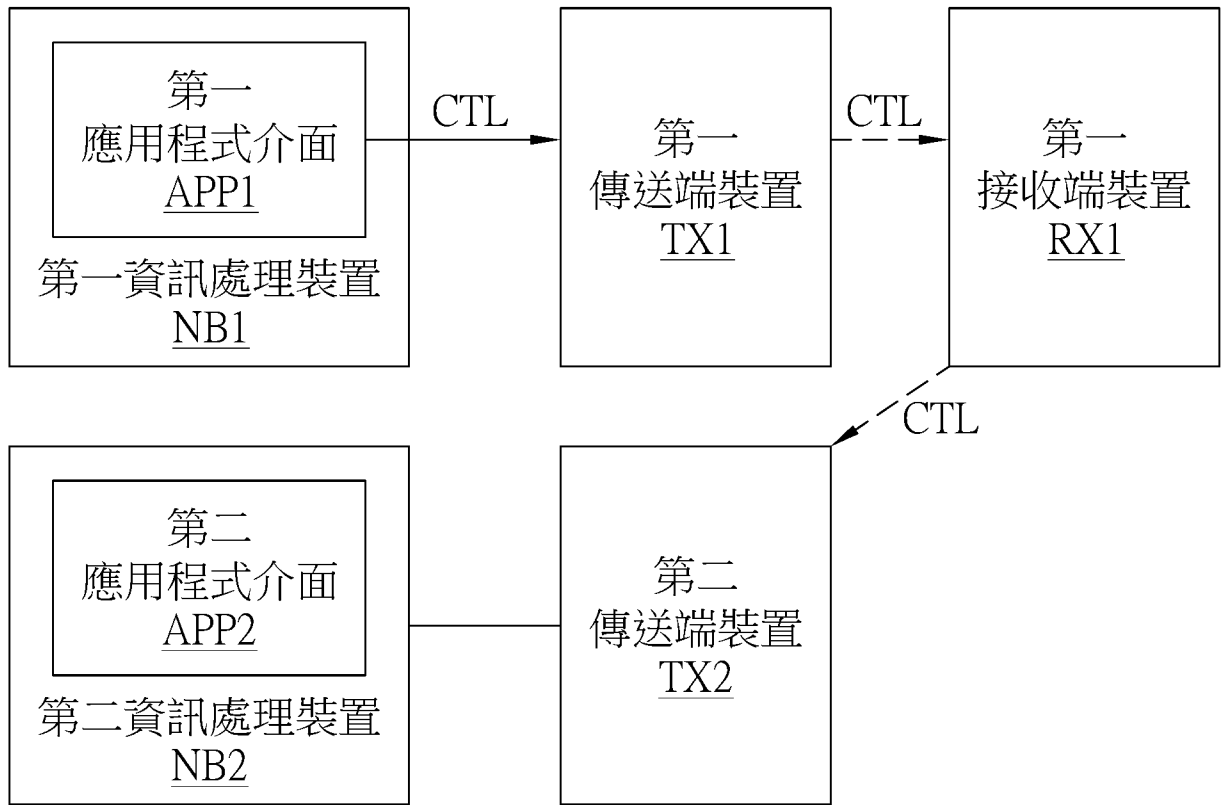 第一
應用程式介面
APP1
第一資訊處理裝置
NB1
CTL
第一
傳送端裝置
TX1
CTL
第一
接收端裝置
RX1
CTL
第二
應用程式介面
APP2
第二資訊處理裝置
NB2
第二
傳送端裝置
TX2